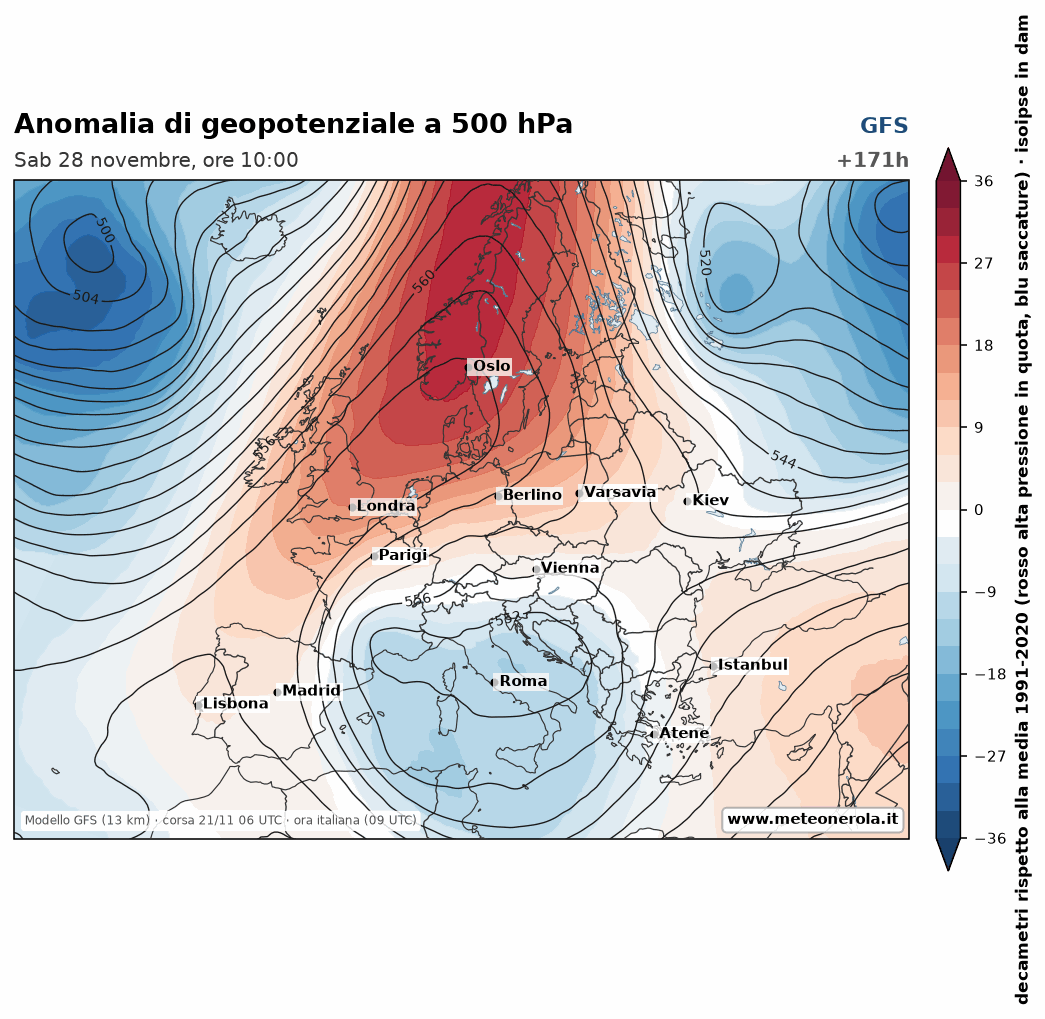 Anomalia di geopotenziale a 500 hPa
GFS
Sab 28 novembre, ore 10:00
+171h
500
504
560
520
556
544
556
552
Oslo
Londra
Berlino
Varsavia
Kiev
Parigi
Vienna
Istanbul
Roma
Madrid
Lisbona
Atene
Modello GFS (13 km) · corsa 21/11 06 UTC · ora italiana (09 UTC)
www.meteonerola.it
36
27
18
9
0
−9
−18
−27
−36
decametri rispetto alla media 1991-2020 (rosso alta pressione in quota, blu saccature) · isoipse in dam